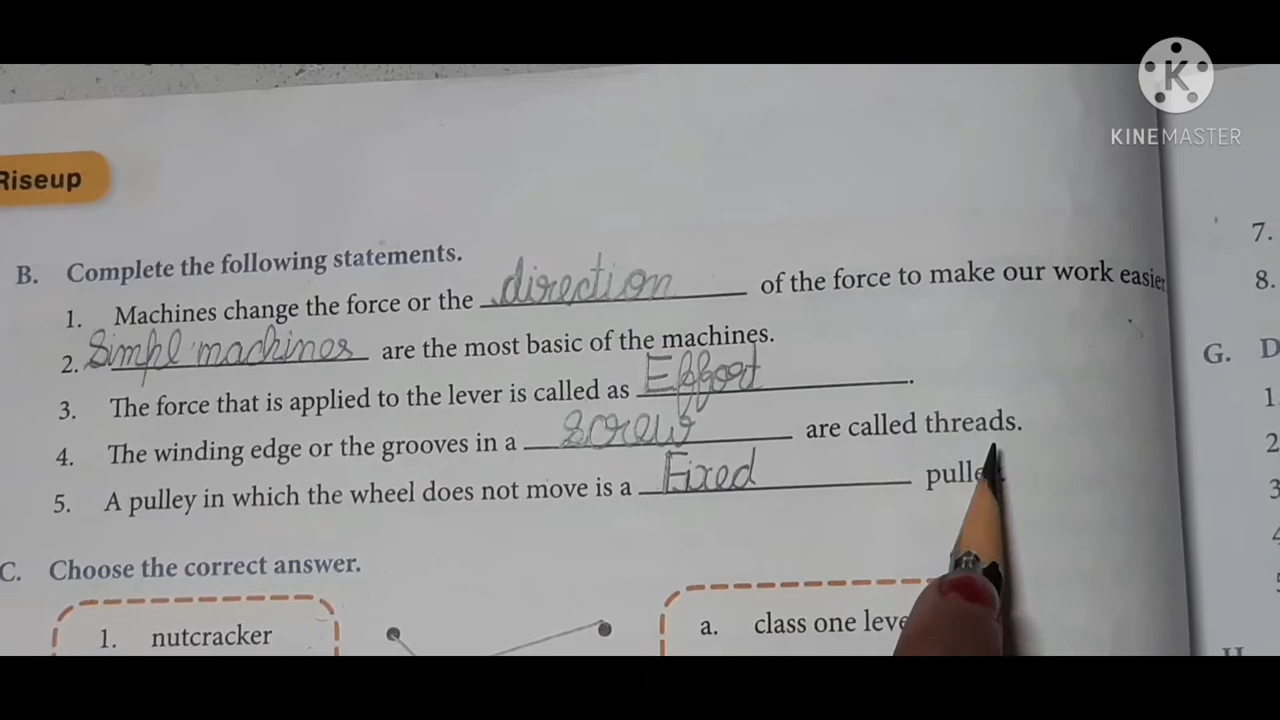 KINEMASTER
Riseup
B. Complete the following statements.
1. Machines change the force or the direction of the force to make our work easier
2. Simpl machines are the most basic of the machines.
3. The force that is applied to the lever is called as Effort.
4. The winding edge or the grooves in a screw are called threads.
5. A pulley in which the wheel does not move is a Fixed
C. Choose the correct answer.
1. nutcracker
a. class one
7.
8.
G. D
1.
2
3
4